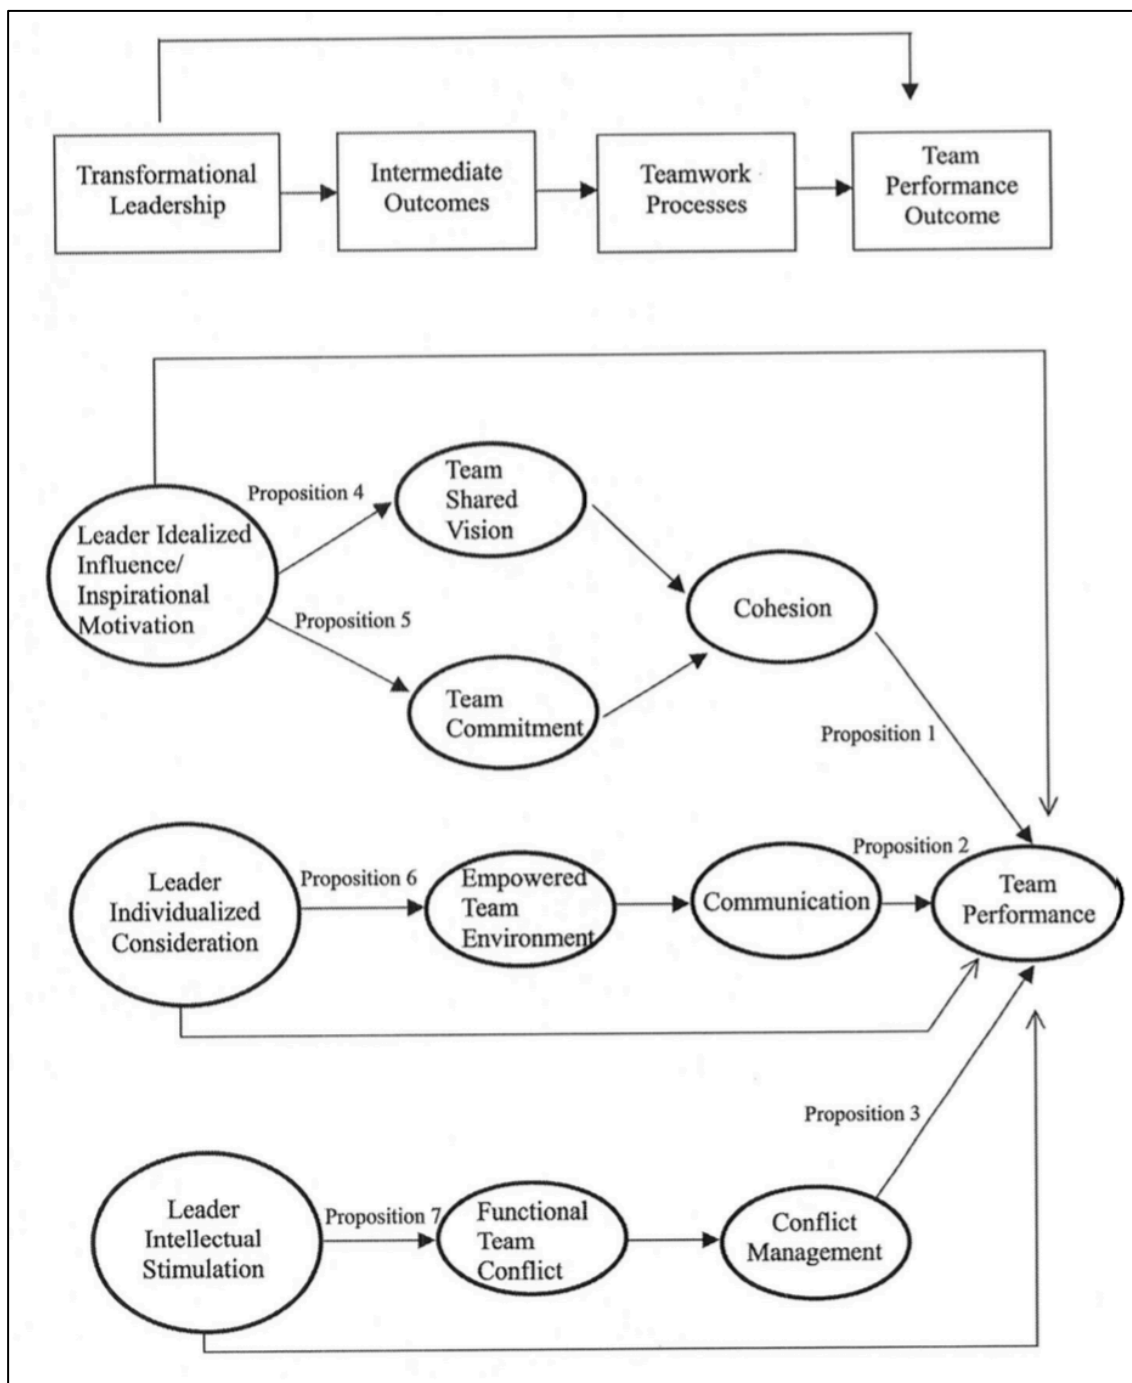 Transformational
Leadership
Intermediate
Outcomes
Teamwork
Processes
Team
Performance
Outcome
Leader Idealized
Influence/
Inspirational
Motivation
Proposition 4
Proposition 5
Team
Shared
Vision
Team
Commitment
Cohesion
Proposition 1
Leader
Individualized
Consideration
Proposition 6
Empowered
Team
Environment
Communication
Proposition 2
Team
Performance
Leader
Intellectual
Stimulation
Proposition 7
Functional
Team
Conflict
Conflict
Management
Proposition 3